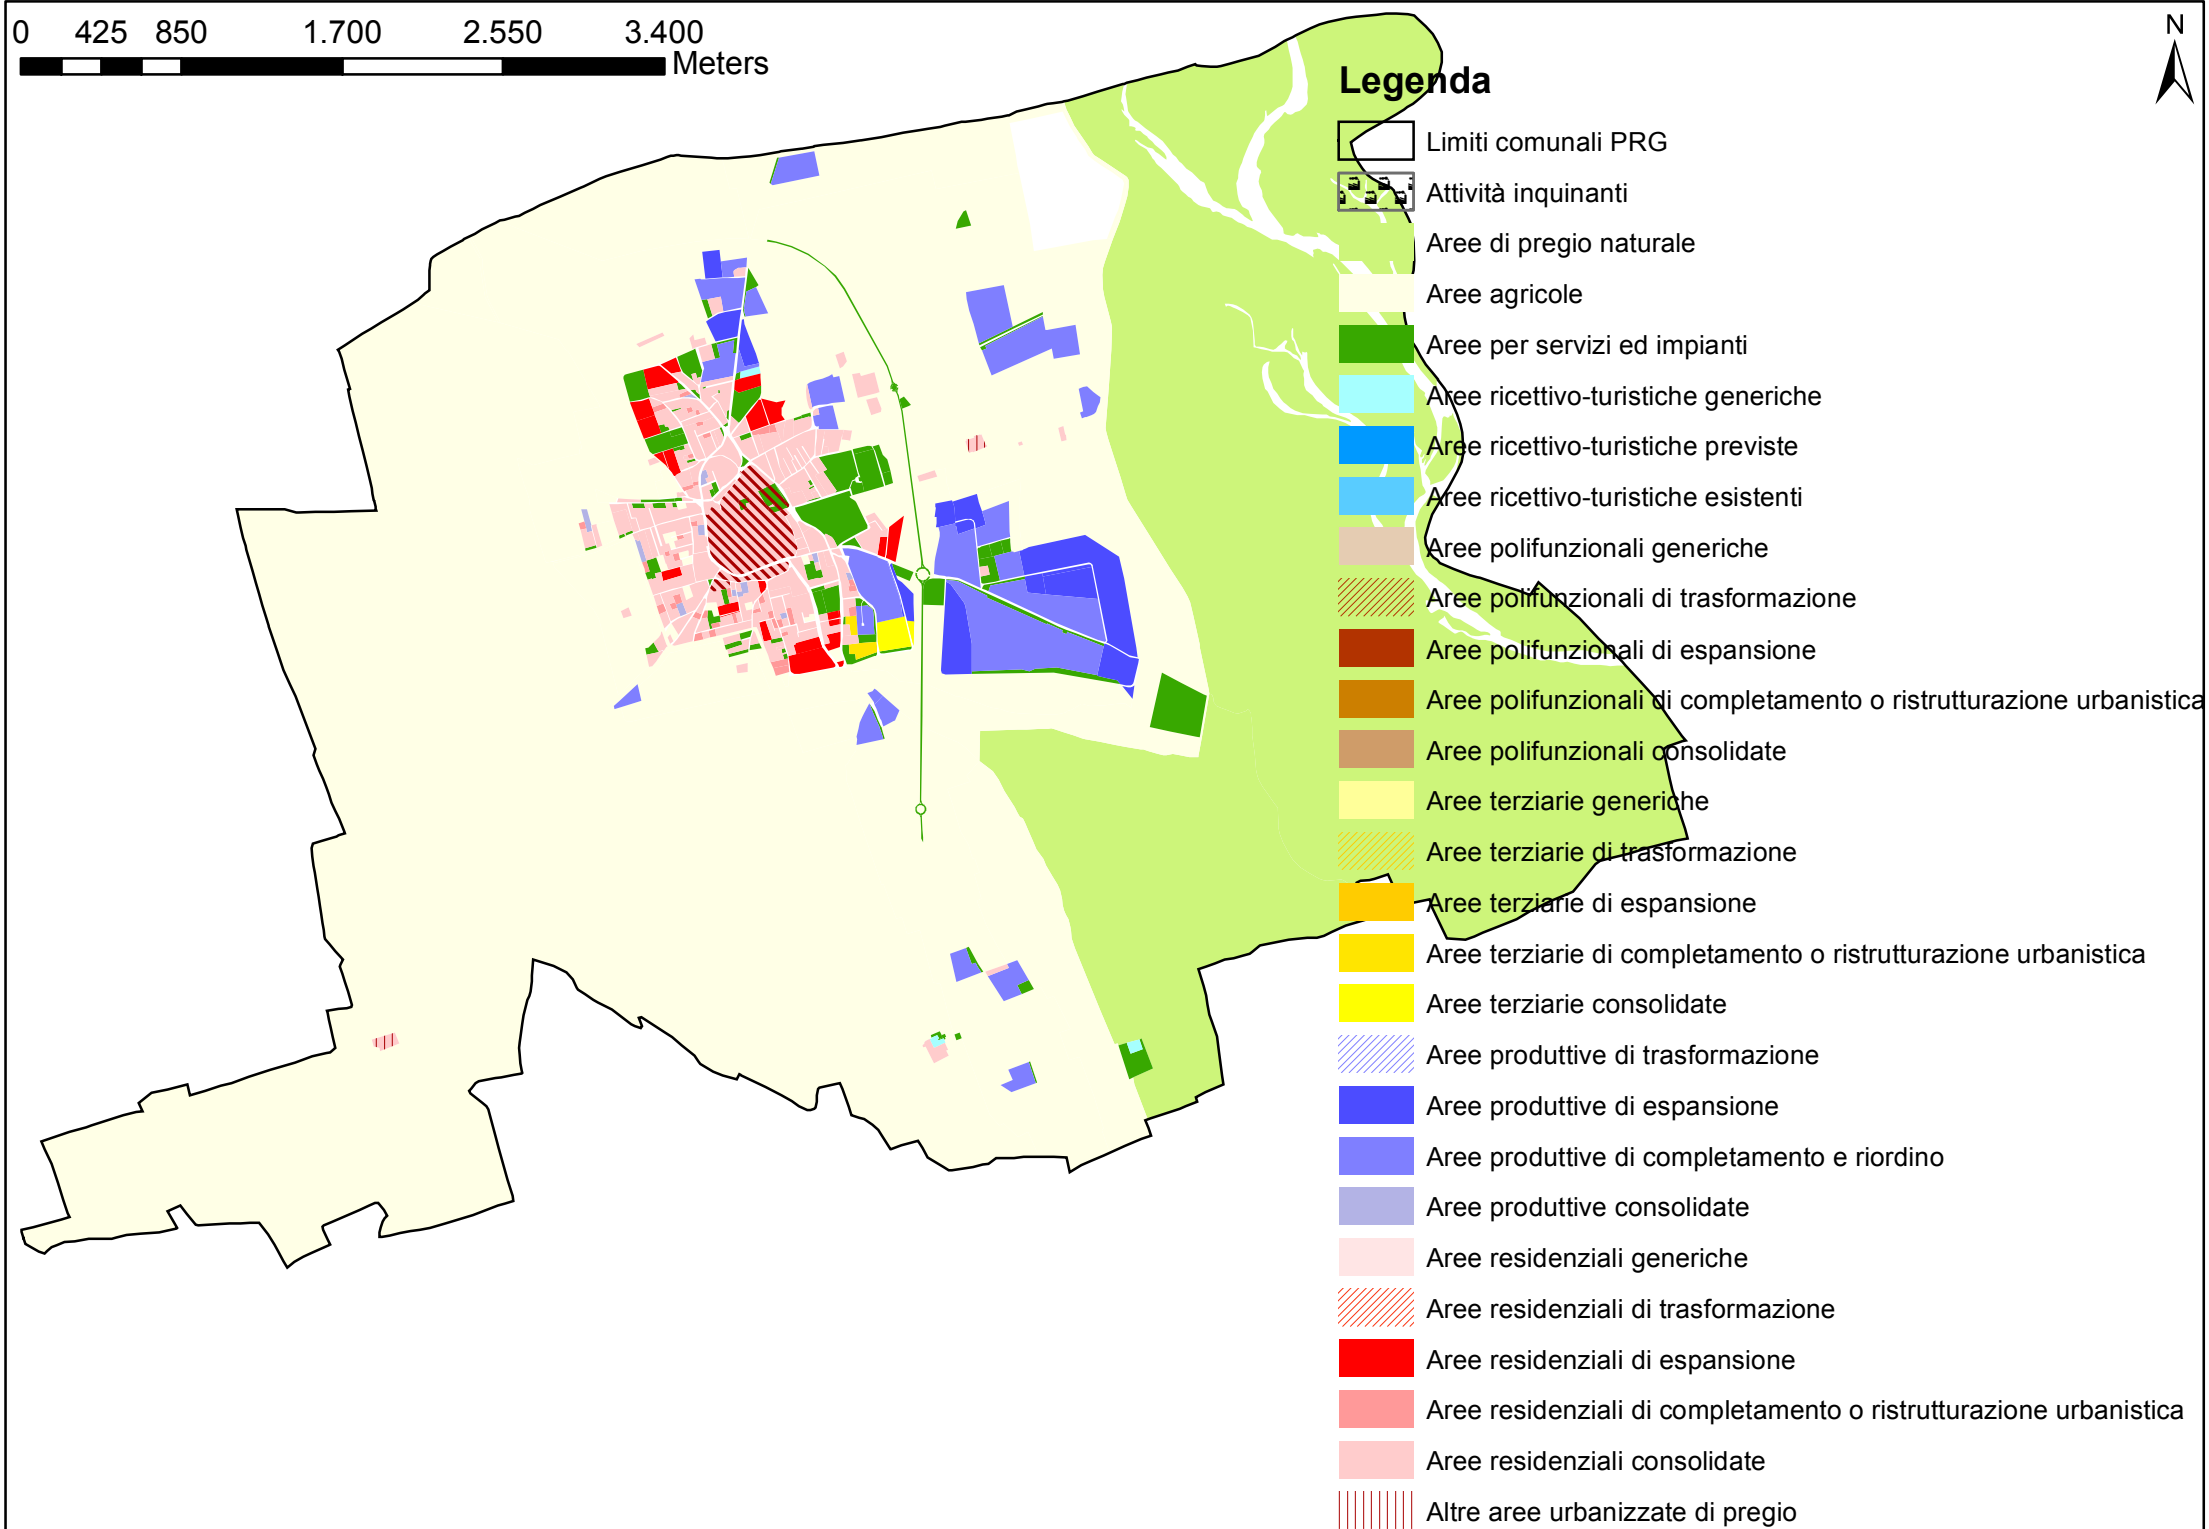 0 425 850 1.700 2.550 3.400
Meters
N
Legenda
Limiti comunali PRG
Attività inquinanti
Aree di pregio naturale
Aree agricole
Aree per servizi ed impianti
Aree ricettivo-turistiche generiche
Aree ricettivo-turistiche previste
Aree ricettivo-turistiche esistenti
Aree polifunzionali generiche
Aree polifunzionali di trasformazione
Aree polifunzionali di espansione
Aree polifunzionali di completamento o ristrutturazione urbanistica
Aree polifunzionali consolidate
Aree terziarie generiche
Aree terziarie di trasformazione
Aree terziarie di espansione
Aree terziarie di completamento o ristrutturazione urbanistica
Aree terziarie consolidate
Aree produttive di trasformazione
Aree produttive di espansione
Aree produttive di completamento e riordino
Aree produttive consolidate
Aree residenziali generiche
Aree residenziali di trasformazione
Aree residenziali di espansione
Aree residenziali di completamento o ristrutturazione urbanistica
Aree residenziali consolidate
Altre aree urbanizzate di pregio